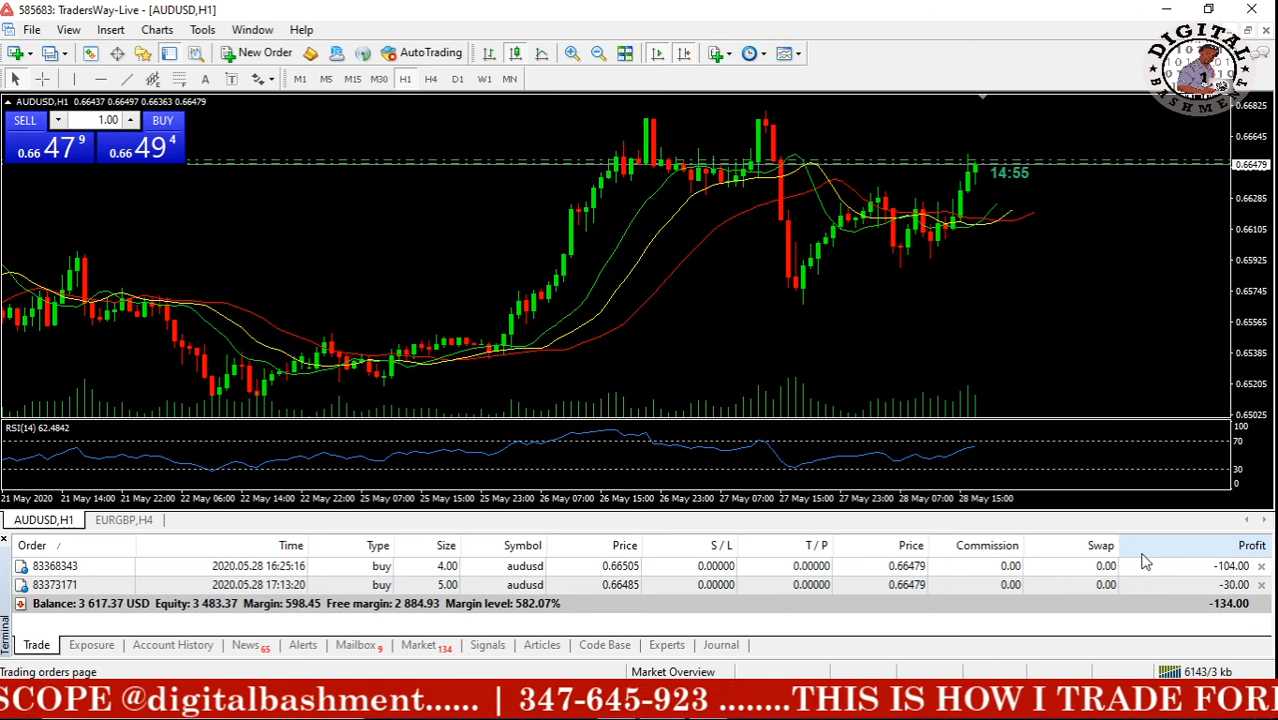 585683: TradersWay-Live - [AUDUSD,H1]
File View Insert Charts Tools Window Help
New Order AutoTrading
A T M1 M5 M15 M30 H1 H4 D1 W1 MN
DIGITAL
BASHMENT
AUDUSD,H1 0.66437 0.66497 0.66363 0.66479
SELL 1.00 BUY
0.66 47 9 0.66 49 4
14:55
0.66825
0.66645
0.66479
0.66285
0.66105
0.65925
0.65745
0.65565
0.65385
0.65205
0.65025
RSI(14) 62.4842
100
70
30
0
21 May 2020 21 May 14:00 21 May 22:00 22 May 06:00 22 May 14:00 22 May 22:00 25 May 07:00 25 May 15:00 25 May 23:00 26 May 07:00 26 May 15:00 26 May 23:00 27 May 07:00 27 May 15:00 27 May 23:00 28 May 07:00 28 May 15:00
AUDUSD,H1 EURGBP,H4
Order / Time Type Size Symbol Price S / L T / P Price Commission Swap Profit
83368343 2020.05.28 16:25:16 buy 4.00 audusd 0.66505 0.00000 0.00000 0.66479 0.00 0.00 -104.00
83373171 2020.05.28 17:13:20 buy 5.00 audusd 0.66485 0.00000 0.00000 0.66479 0.00 0.00 -30.00
Balance: 3 617.37 USD Equity: 3 483.37 Margin: 598.45 Free margin: 2 884.93 Margin level: 582.07% -134.00
Terminal
Trade Exposure Account History News 65 Alerts Mailbox 9 Market 134 Signals Articles Code Base Experts Journal
Trading orders page Market Overview 6143/3 kb
SCOPE @digitalbashment...... | 347-645-923 ........THIS IS HOW I TRADE FOR